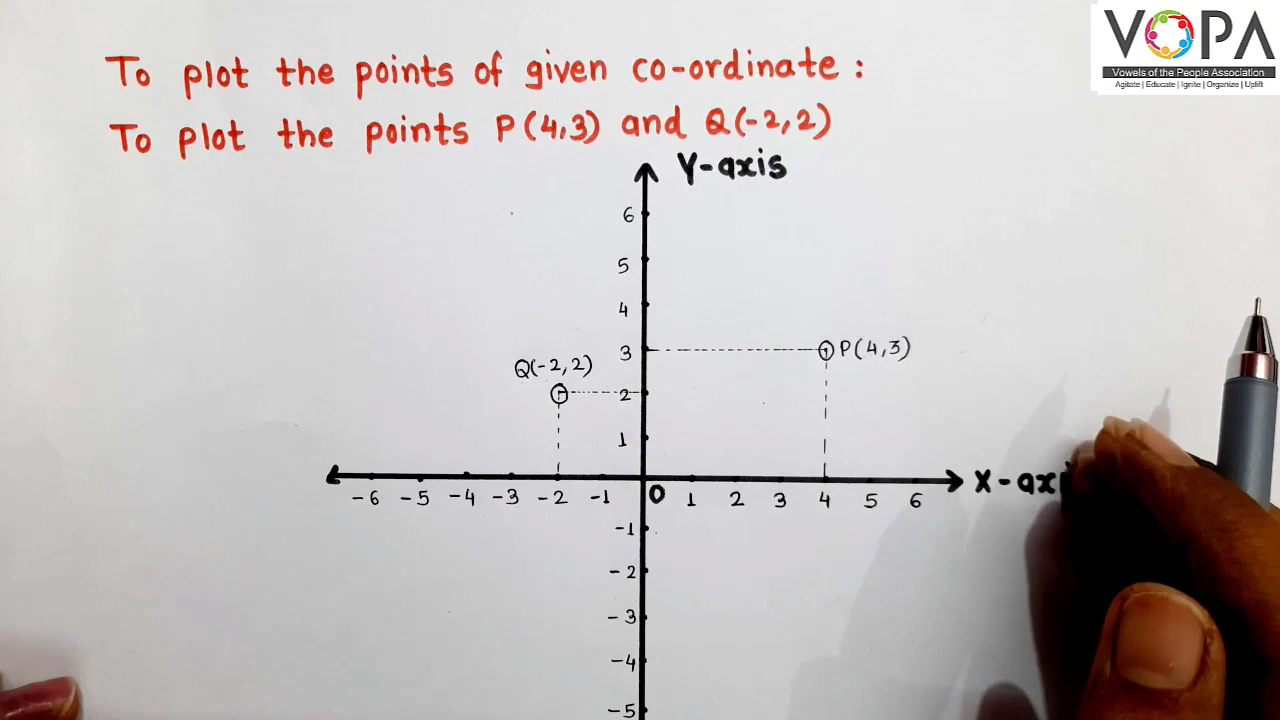 VOPA
Vowels of the People Association
Agitate | Educate | Ignite | Organize | Uplift
To plot the points of given co-ordinate :
To plot the points P(4,3) and Q(-2,2)
Y-axis
6
5
4
3
2
1
P(4,3)
Q(-2,2)
X-axi
-6 -5 -4 -3 -2 -1 0 1 2 3 4 5 6
-1
-2
-3
-4
-5